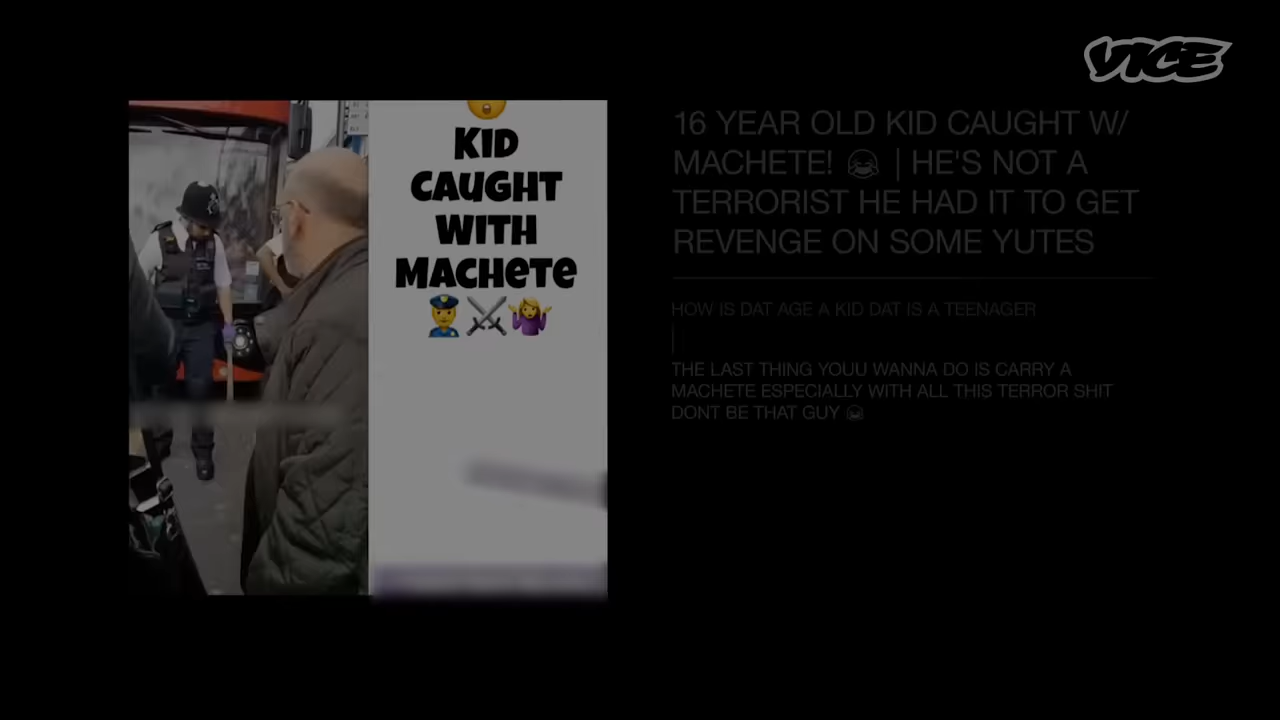 VICE
KID
CAUGHT
WITH
MACHETE
👮⚔🤷‍♀️
16 YEAR OLD KID CAUGHT W/
MACHETE! 😂 | HE'S NOT A
TERRORIST HE HAD IT TO GET
REVENGE ON SOME YUTES
HOW IS DAT AGE A KID DAT IS A TEENAGER
THE LAST THING YOUU WANNA DO IS CARRY A
MACHETE ESPECIALLY WITH ALL THIS TERROR SHIT
DONT BE THAT GUY 😂